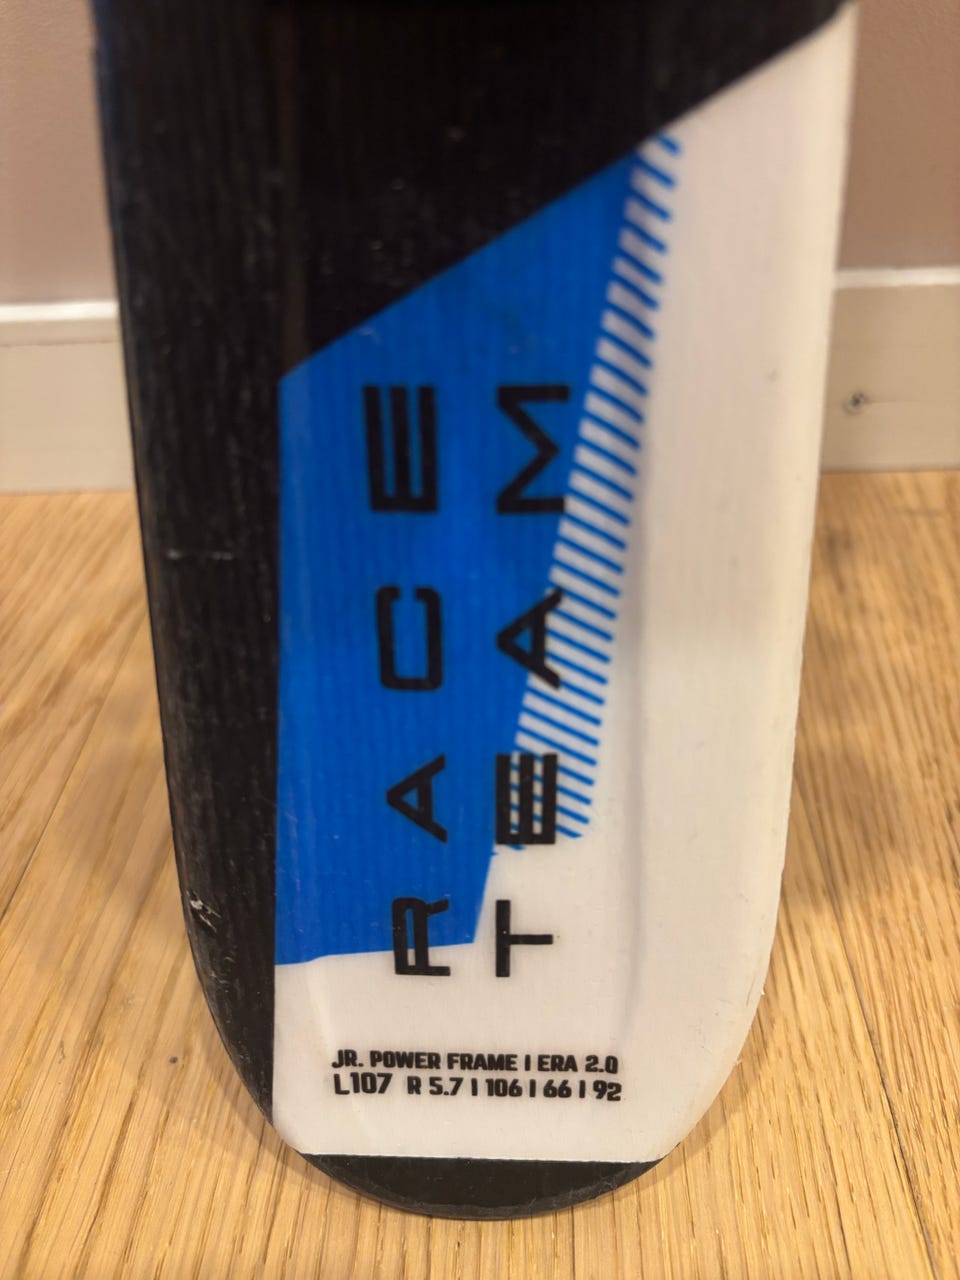 RACE
TEAM
JR. POWER FRAME | ERA 2.0
L107 R 5.7 | 106 | 66 | 92